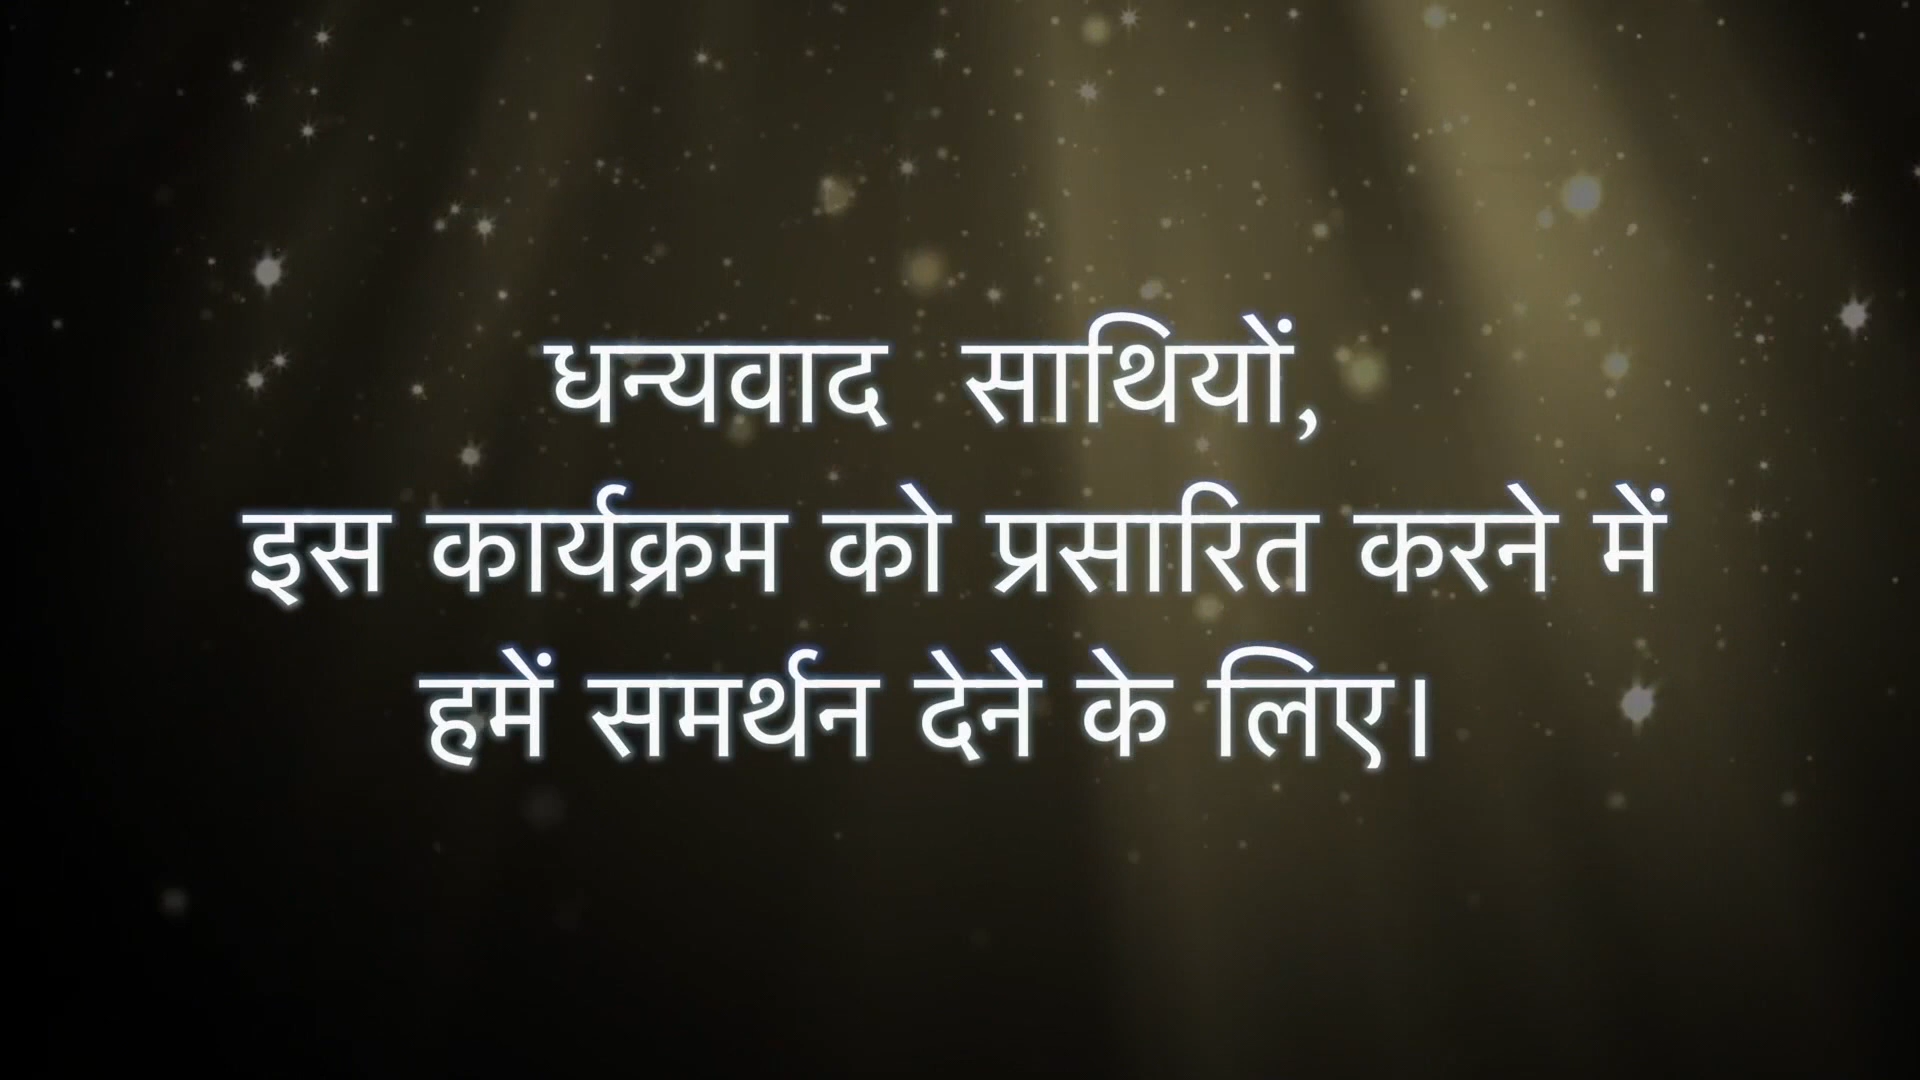 धन्यवाद साथियों,
इस कार्यक्रम को प्रसारित करने में
हमें समर्थन देने के लिए।